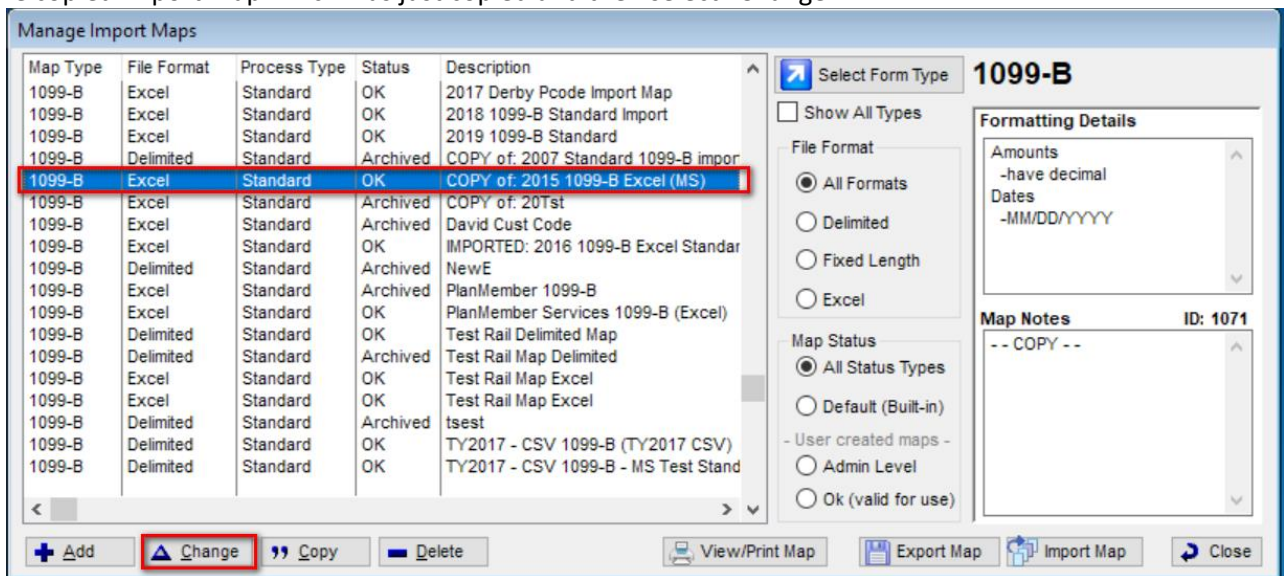 Manage Import Maps
Map Type File Format Process Type Status Description
1099-B Excel Standard OK 2017 Derby Pcode Import Map
1099-B Excel Standard OK 2018 1099-B Standard Import
1099-B Excel Standard OK 2019 1099-B Standard
1099-B Delimited Standard Archived COPY of: 2007 Standard 1099-B impor
1099-B Excel Standard OK COPY of: 2015 1099-B Excel (MS)
1099-B Excel Standard Archived COPY of: 20Tst
1099-B Excel Standard Archived David Cust Code
1099-B Excel Standard OK IMPORTED: 2016 1099-B Excel Standar
1099-B Delimited Standard Archived NewE
1099-B Excel Standard Archived PlanMember 1099-B
1099-B Excel Standard OK PlanMember Services 1099-B (Excel)
1099-B Delimited Standard OK Test Rail Delimited Map
1099-B Delimited Standard Archived Test Rail Map Delimited
1099-B Excel Standard OK Test Rail Map Excel
1099-B Excel Standard OK Test Rail Map Excel
1099-B Delimited Standard Archived tsest
1099-B Delimited Standard OK TY2017 - CSV 1099-B (TY2017 CSV)
1099-B Delimited Standard OK TY2017 - CSV 1099-B - MS Test Stand
Select Form Type
Show All Types
File Format
All Formats
Delimited
Fixed Length
Excel
Map Status
All Status Types
Default (Built-in)
- User created maps -
Admin Level
Ok (valid for use)
1099-B
Formatting Details
Amounts
-have decimal
Dates
-MM/DD/YYYY
Map Notes ID: 1071
- - COPY - -
Add Change Copy Delete View/Print Map Export Map Import Map Close